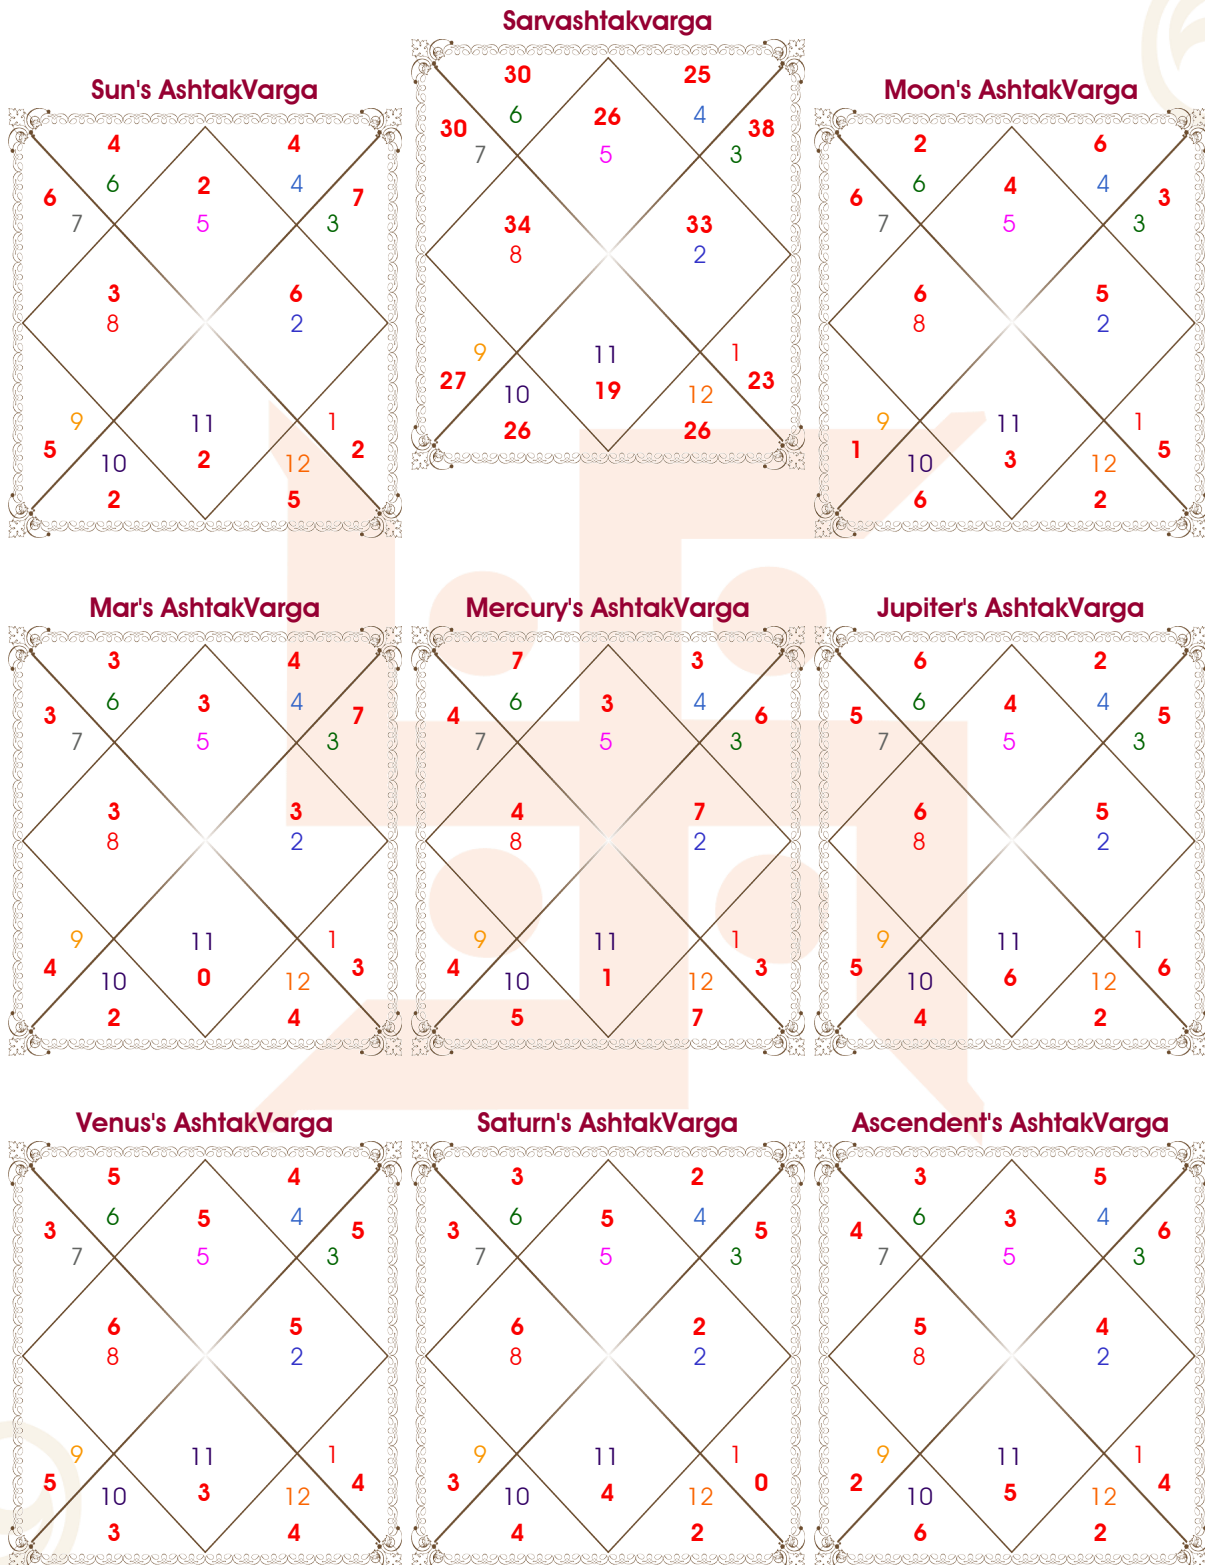 Sarvashtakvarga
30 25
6 26 4
30 38
7 5 3
34 33
8 2
9 11 1
27 19 23
10 12
26 26
Sun's AshtakVarga
4 4
6 2 4
6 7
7 5 3
3 6
8 2
9 11 1
5 2 2
10 12
2 5
Moon's AshtakVarga
2 6
6 4 4
6 3
7 5 3
6 5
8 2
9 11 1
1 3 5
10 12
6 2
Mar's AshtakVarga
3 4
6 3 4
3 7
7 5 3
3 3
8 2
9 11 1
4 0 3
10 12
2 4
Mercury's AshtakVarga
7 3
6 3 4
4 6
7 5 3
4 7
8 2
9 11 1
4 1 3
10 12
5 7
Jupiter's AshtakVarga
6 2
6 4 4
5 5
7 5 3
6 5
8 2
9 11 1
5 6 6
10 12
4 2
Venus's AshtakVarga
5 4
6 5 4
3 5
7 5 3
6 5
8 2
9 11 1
5 3 4
10 12
3 4
Saturn's AshtakVarga
3 2
6 5 4
3 5
7 5 3
6 2
8 2
9 11 1
3 4 0
10 12
4 2
Ascendent's AshtakVarga
3 5
6 3 4
4 6
7 5 3
5 4
8 2
9 11 1
2 5 4
10 12
6 2